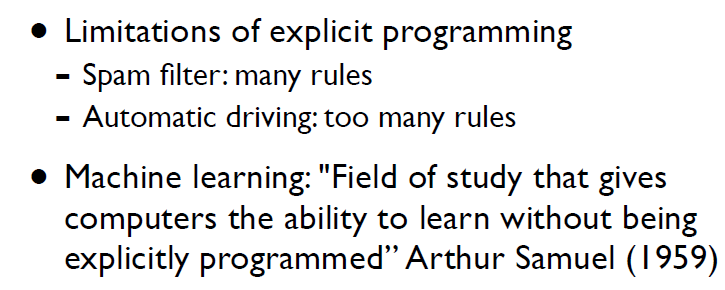 • Limitations of explicit programming
- Spam filter: many rules
- Automatic driving: too many rules
• Machine learning: "Field of study that gives
computers the ability to learn without being
explicitly programmed” Arthur Samuel (1959)